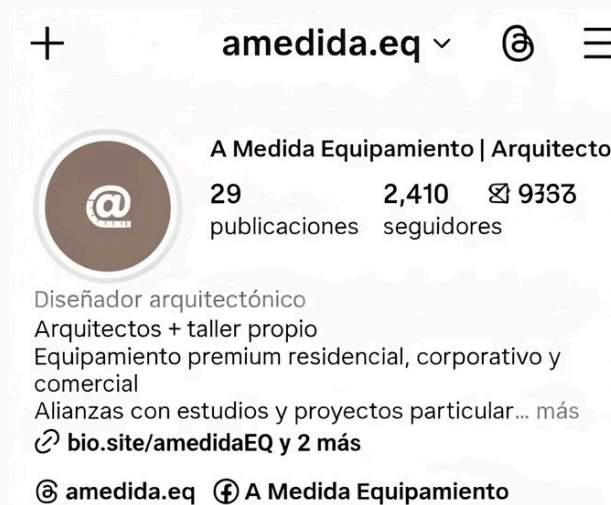 amedida.eq
A Medida Equipamiento | Arquitecto
29 2,410
publicaciones seguidores
Diseñador arquitectónico
Arquitectos + taller propio
Equipamiento premium residencial, corporativo y
comercial
Alianzas con estudios y proyectos particular... más
bio.site/amedidaEQ y 2 más
amedida.eq A Medida Equipamiento